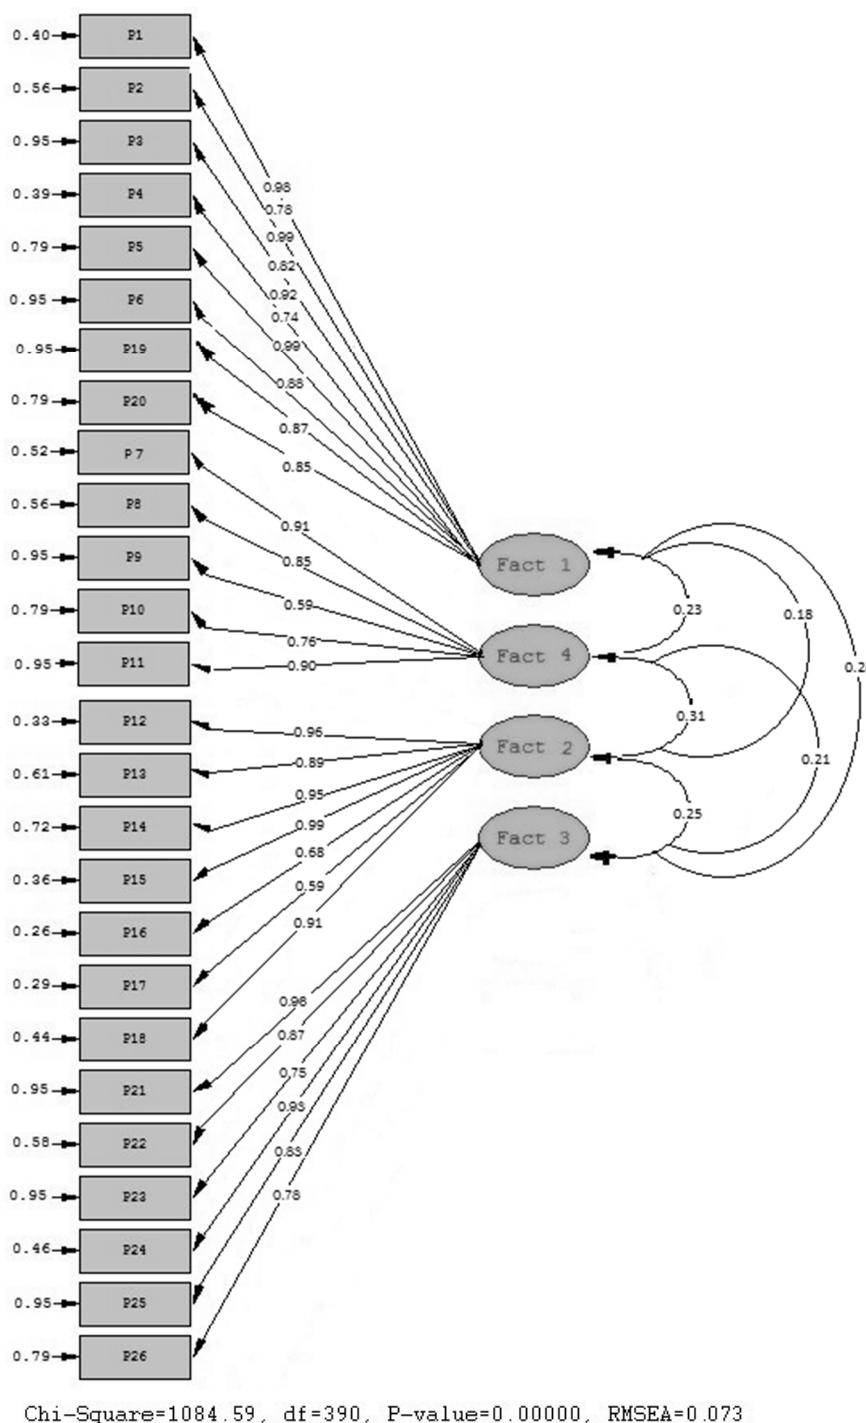 0.40 P1
0.56 P2
0.95 P3
0.39 P4
0.98
0.78
0.79 P5
0.99
0.82
0.95 P6
0.92
0.74
0.95 P19
0.99
0.88
0.79 P20
0.87
0.52 P7
0.85
0.56 P8
0.91
0.95 P9
0.85
Fact 1
0.79 P10
0.59
0.23
0.18
0.76
0.95 P11
0.90
Fact 4
0.2
0.33 P12
0.96
0.31
0.61 P13
0.89
Fact 2
0.21
0.95
0.72 P14
0.99
0.25
0.68
Fact 3
0.36 P15
0.59
0.26 P16
0.91
0.29 P17
0.44 P18
0.87
0.95 P21
0.75
0.93
0.58 P22
0.83
0.95 P23
0.78
0.46 P24
0.95 P25
0.79 P26
Chi-Square=1084.59, df=390, P-value=0.00000, RMSEA=0.073